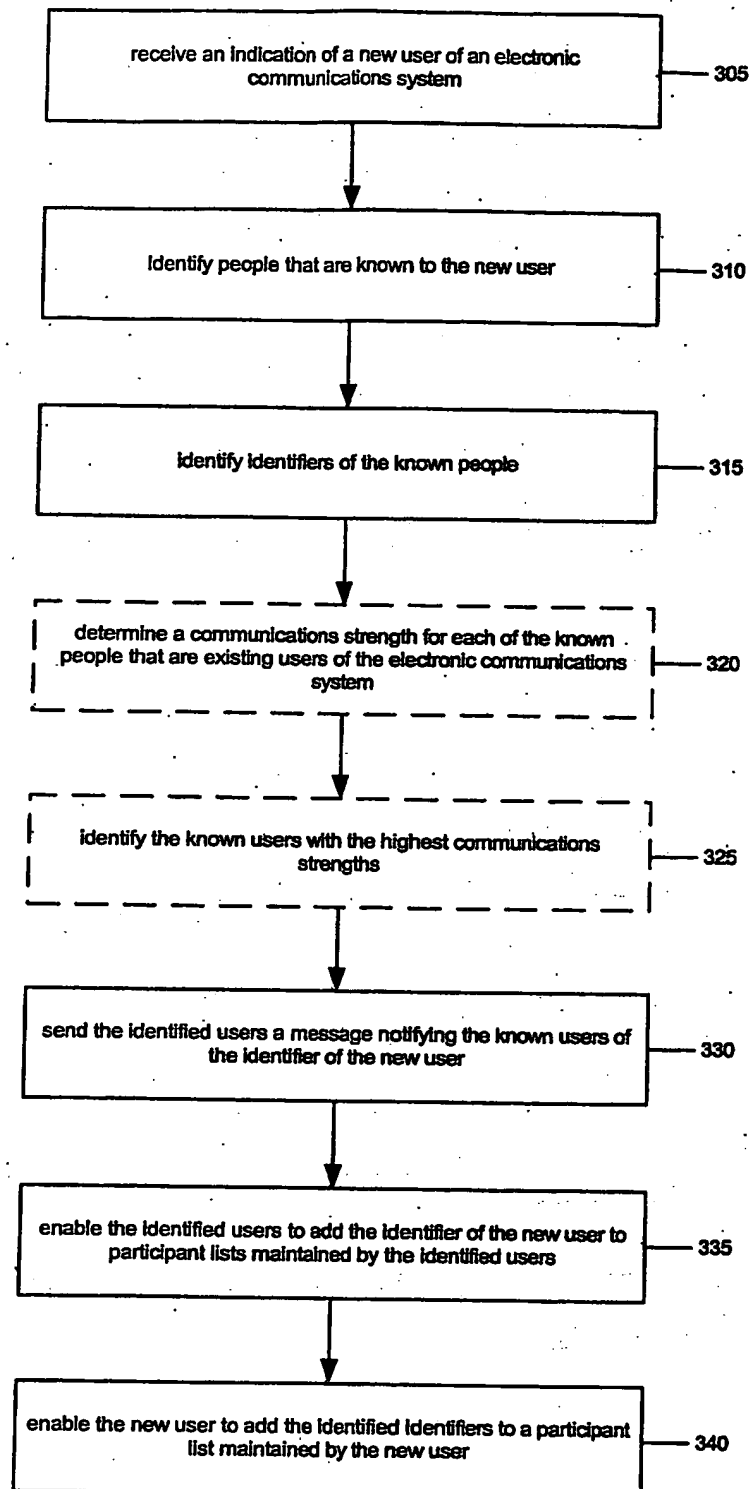 receive an indication of a new user of an electronic
communications system
305
identify people that are known to the new user
310
identify identifiers of the known people
315
determine a communications strength for each of the known
people that are existing users of the electronic communications
system
320
identify the known users with the highest communications
strengths
325
send the identified users a message notifying the known users of
the identifier of the new user
330
enable the identified users to add the identifier of the new user to
participant lists maintained by the identified users
335
enable the new user to add the identified identifiers to a participant
list maintained by the new user
340